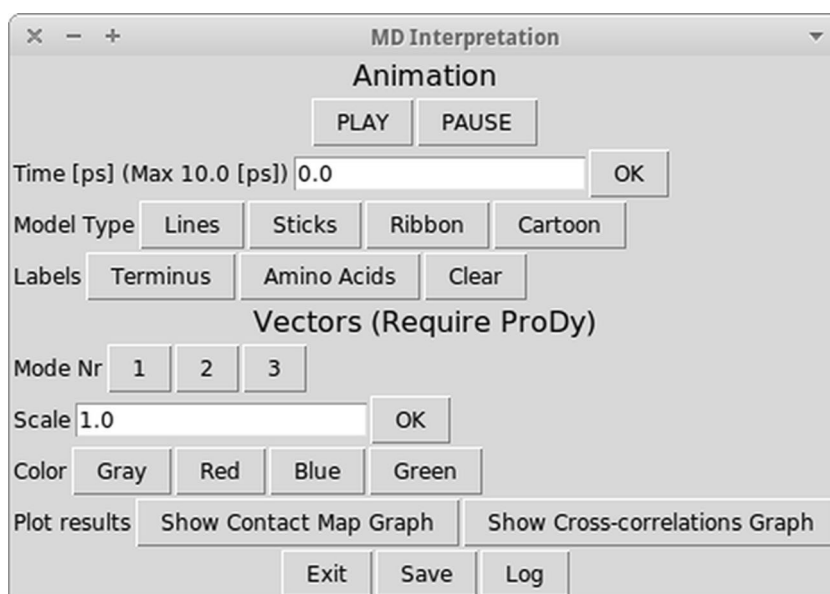 MD Interpretation
Animation
PLAY PAUSE
Time [ps] (Max 10.0 [ps]) 0.0 OK
Model Type Lines Sticks Ribbon Cartoon
Labels Terminus Amino Acids Clear
Vectors (Require ProDy)
Mode Nr 1 2 3
Scale 1.0 OK
Color Gray Red Blue Green
Plot results Show Contact Map Graph Show Cross-correlations Graph
Exit Save Log